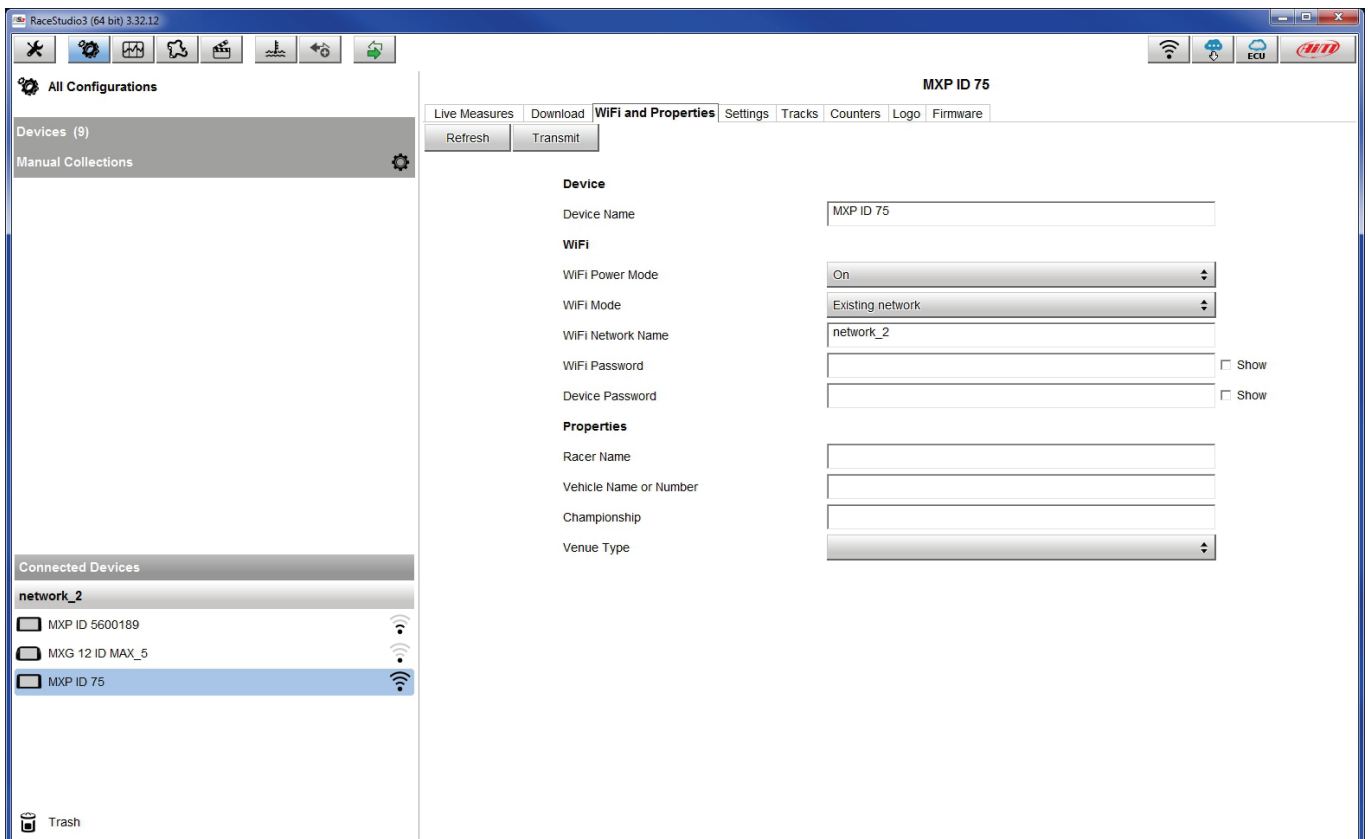 RaceStudio3 (64 bit) 3.32.12
ECU
AiM
All Configurations
Devices (9)
Manual Collections
MXP ID 75
Live Measures Download WiFi and Properties Settings Tracks Counters Logo Firmware
Refresh Transmit
Device
Device Name MXP ID 75
WiFi
WiFi Power Mode On
WiFi Mode Existing network
WiFi Network Name network_2
WiFi Password Show
Device Password Show
Properties
Racer Name
Vehicle Name or Number
Championship
Venue Type
Connected Devices
network_2
MXP ID 5600189
MXG 12 ID MAX_5
MXP ID 75
Trash